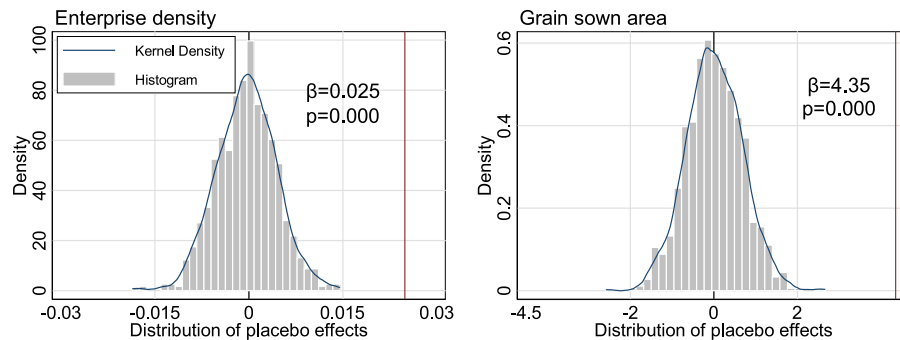 Enterprise density
Kernel Density
Histogram
β=0.025
p=0.000
Density
0
20
40
60
80
100
-0.03
-0.015
0
0.015
0.03
Distribution of placebo effects
Grain sown area
β=4.35
p=0.000
Density
0
0.2
0.4
0.6
-4.5
-2
0
2
Distribution of placebo effects